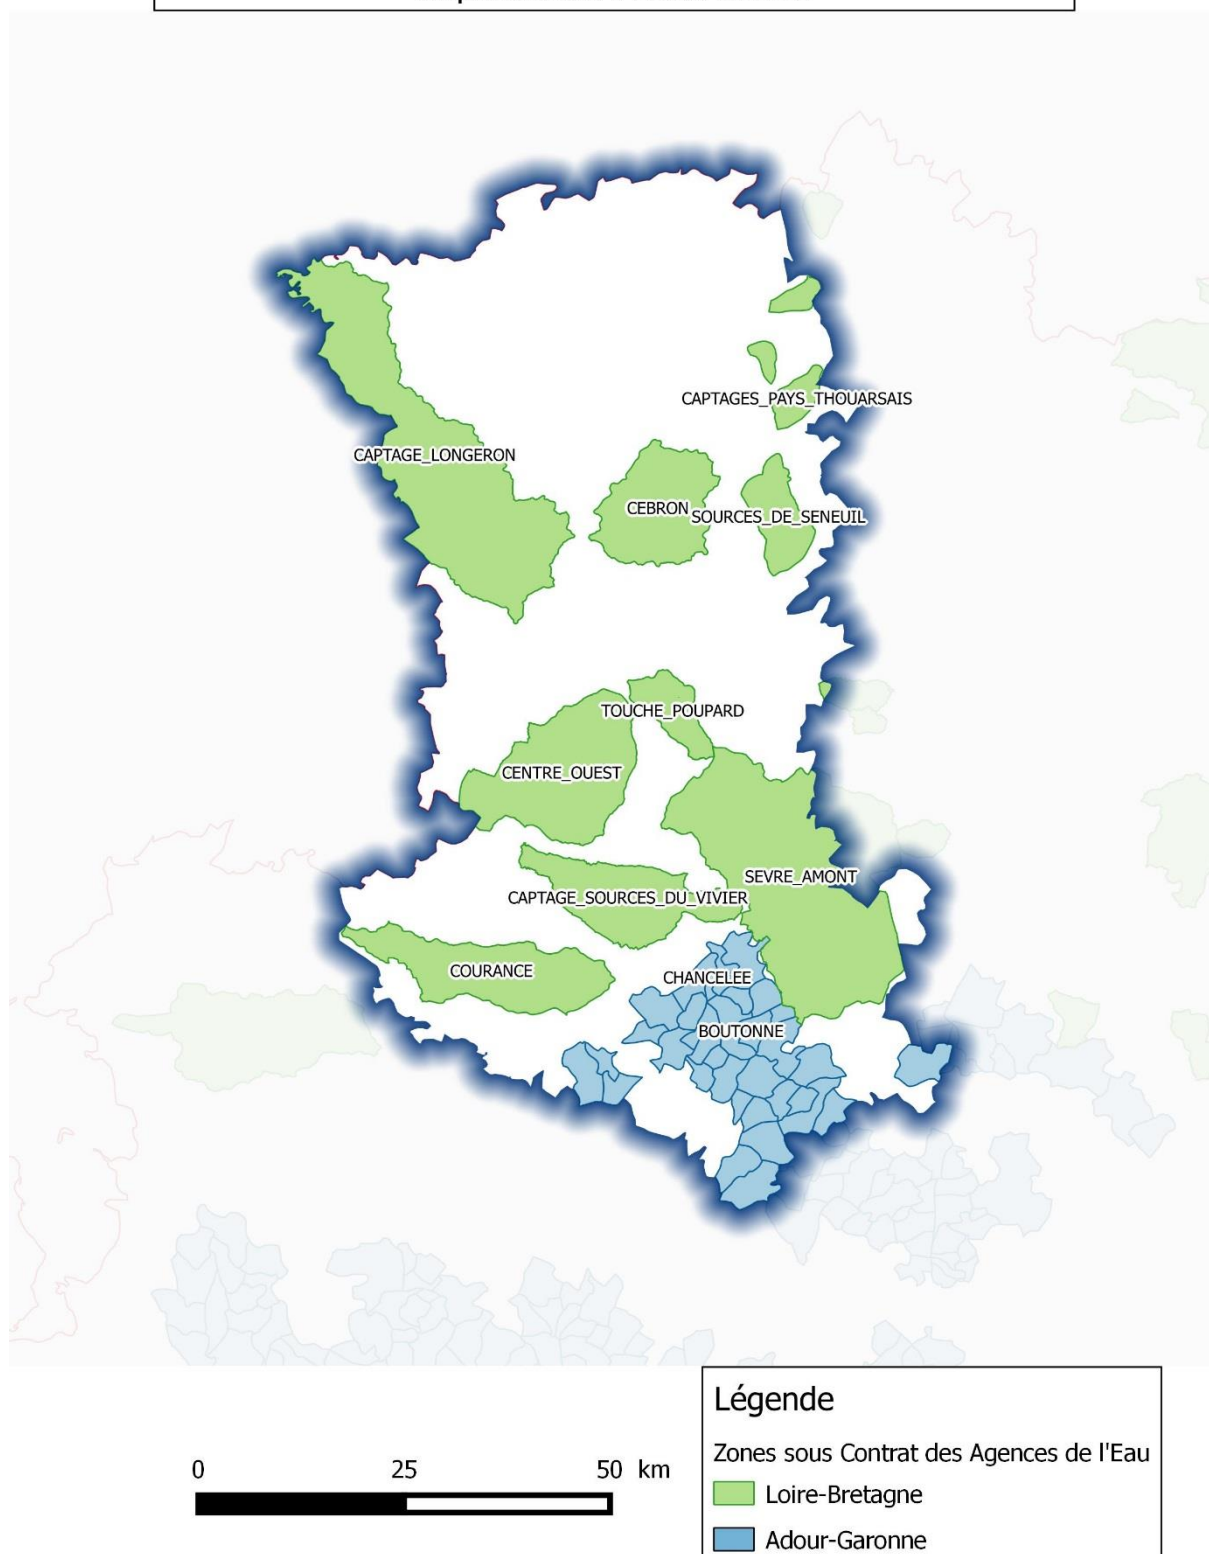 CAPTAGES_PAYS_THOUARSAIS
CAPTAGE_LONGERON
CEBRON
SOURCES_DE_SENEUIL
TOUCHE_POUPARD
CENTRE_OUEST
SEVRE_AMONT
CAPTAGE_SOURCES_DU_VIVIER
COURANCE
CHANCELEE
BOUTONNE
Légende
Zones sous Contrat des Agences de l'Eau
0 25 50 km
Loire-Bretagne
Adour-Garonne